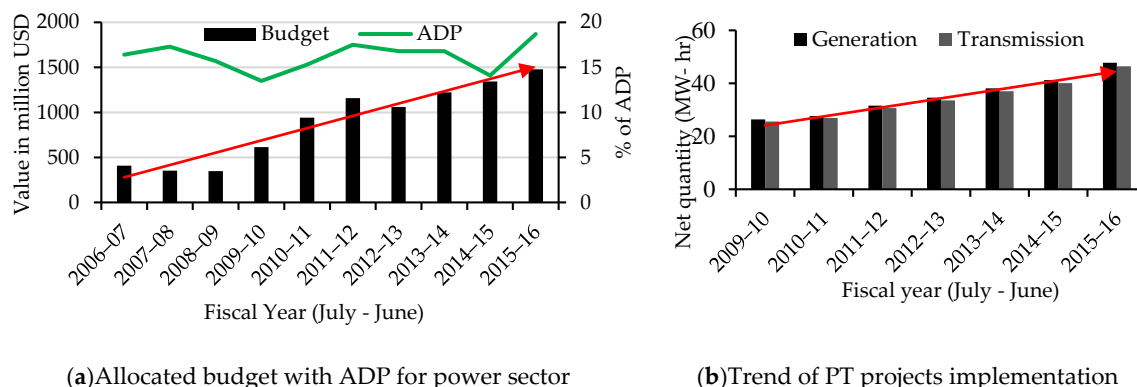 Value in million USD
2000
1500
1000
500
0
Budget
ADP
20
15
10
5
0
% of ADP
2006–07
2007–08
2008–09
2009–10
2010–11
2011–12
2012–13
2013–14
2014–15
2015–16
Fiscal Year (July - June)
(a)Allocated budget with ADP for power sector
Net quantity (MW- hr)
60
40
20
0
Generation
Transmission
2009–10
2010–11
2011–12
2012–13
2013–14
2014–15
2015–16
Fiscal year (July - June)
(b)Trend of PT projects implementation